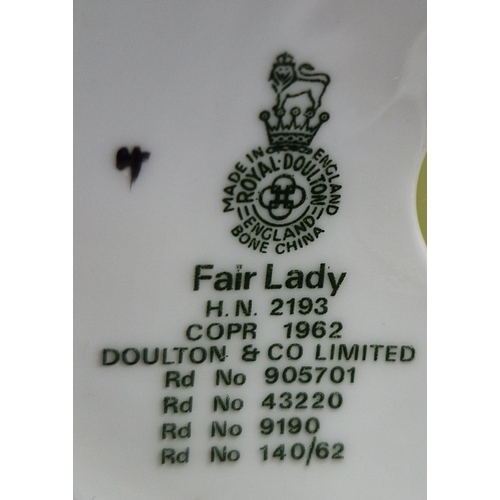 MADE IN ENGLAND
ROYAL·DOULTON
ENGLAND
BONE CHINA
Fair Lady
H.N. 2193
COPR 1962
DOULTON & CO LIMITED
Rd No 905701
Rd No 43220
Rd No 9190
Rd No 140/62